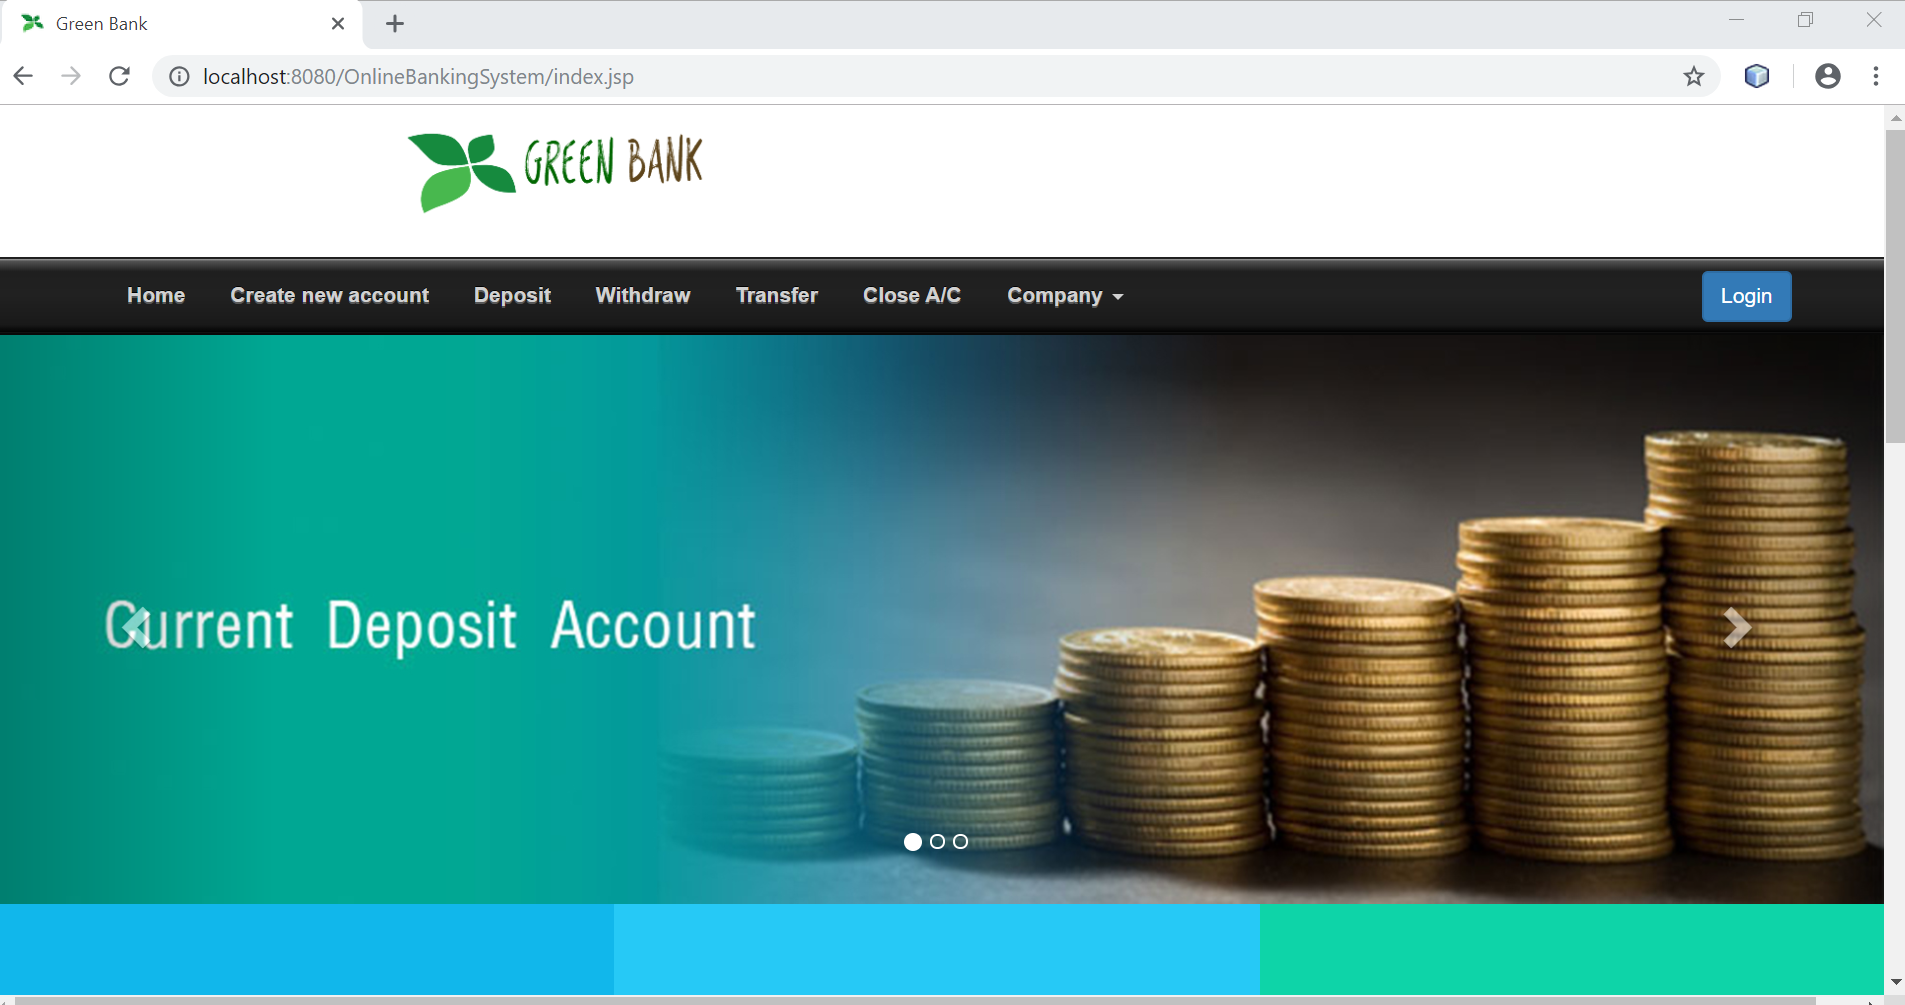 Green Bank
localhost:8080/OnlineBankingSystem/index.jsp
GREEN BANK
Home Create new account Deposit Withdraw Transfer Close A/C Company Login
Current Deposit Account